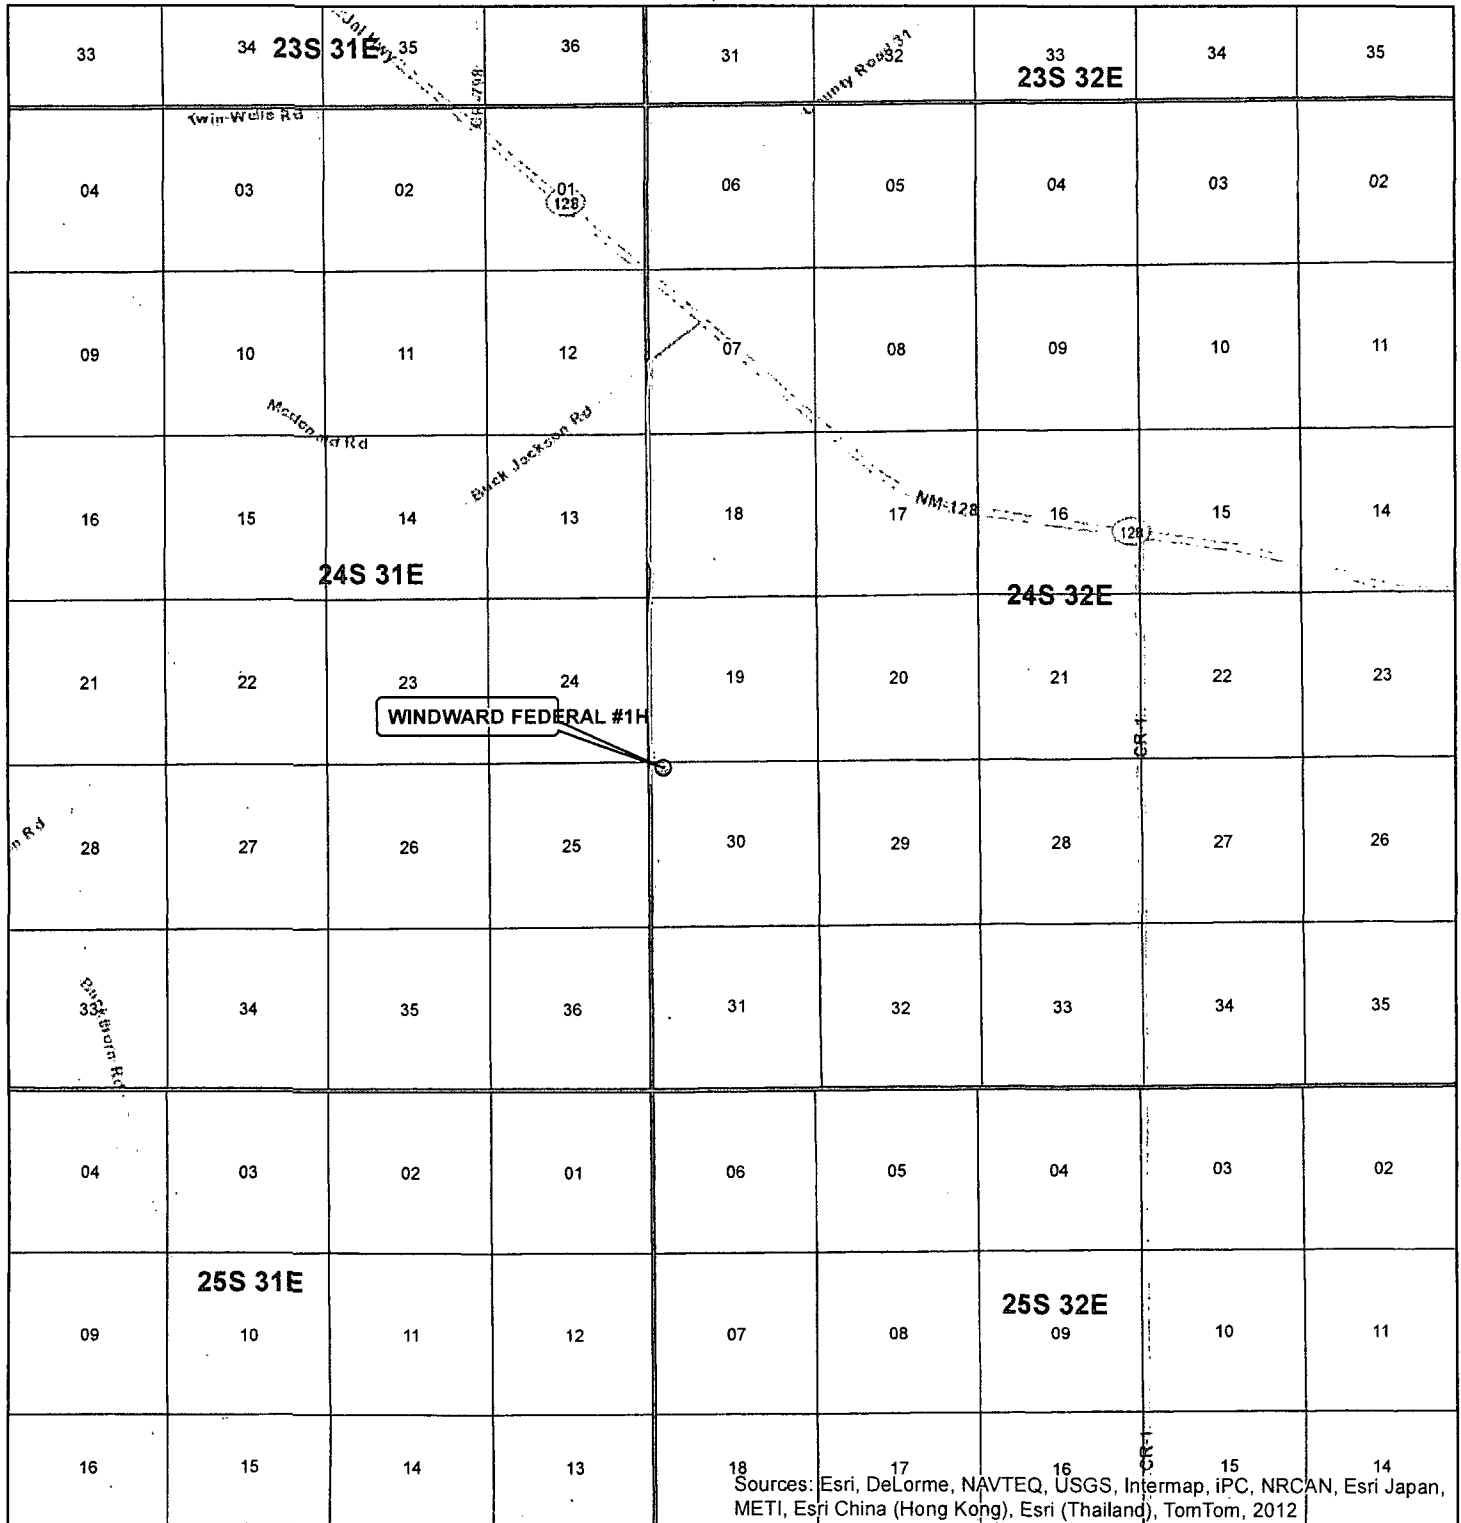 33 34 23S 31E 35 36 31 32 33 34 35
Jal Hwy
County Road 31
23S 32E
Twin Wells Rd
04 03 02 01 06 05 04 03 02
128
09 10 11 12 07 08 09 10 11
Mcdonald Rd
Buck Jackson Rd
16 15 14 13 18 17 NM-128 16 15 14
128
24S 31E
24S 32E
21 22 23 24 19 20 21 22 23
WINDWARD FEDERAL #1H
CR-1
n Rd
28 27 26 25 30 29 28 27 26
33 34 35 36 31 32 33 34 35
04 03 02 01 06 05 04 03 02
25S 31E
25S 32E
09 10 11 12 07 08 09 10 11
CR-1
16 15 14 13 18 17 16 15 14
Sources: Esri, DeLorme, NAVTEQ, USGS, Intermap, iPC, NRCAN, Esri Japan,
METI, Esri China (Hong Kong), Esri (Thailand), TomTom, 2012